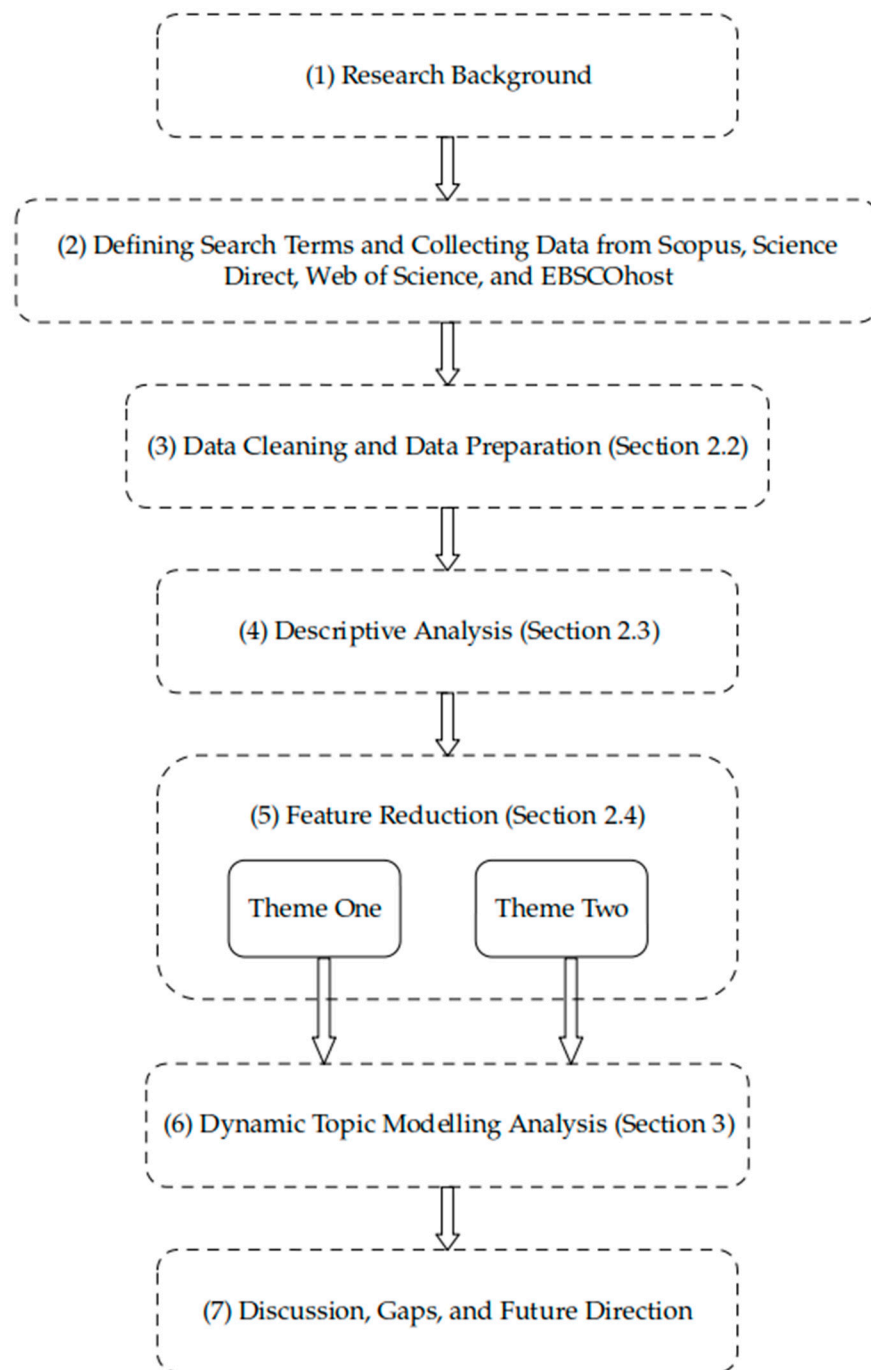 (1) Research Background
(2) Defining Search Terms and Collecting Data from Scopus, Science
Direct, Web of Science, and EBSCOhost
(3) Data Cleaning and Data Preparation (Section 2.2)
(4) Descriptive Analysis (Section 2.3)
(5) Feature Reduction (Section 2.4)
Theme One
Theme Two
(6) Dynamic Topic Modelling Analysis (Section 3)
(7) Discussion, Gaps, and Future Direction